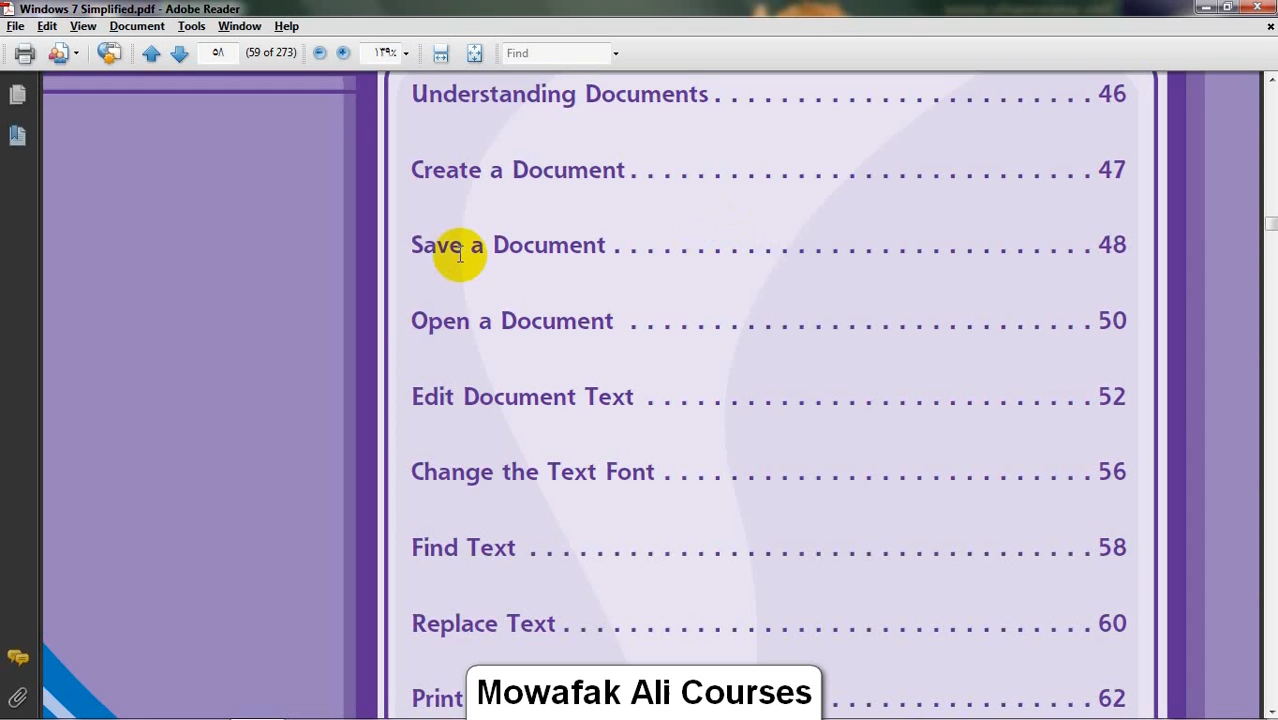 Windows 7 Simplified.pdf - Adobe Reader
File Edit View Document Tools Window Help
٥٨ (59 of 273) ١٣٩٪ Find
Understanding Documents . . . . . . . . . . . . . . . . . . . . . . . . . . . . 46
Create a Document . . . . . . . . . . . . . . . . . . . . . . . . . . . . 47
Save a Document . . . . . . . . . . . . . . . . . . . . . . . . . . . . 48
Open a Document . . . . . . . . . . . . . . . . . . . . . . . . . . . . 50
Edit Document Text . . . . . . . . . . . . . . . . . . . . . . . . . . . . 52
Change the Text Font . . . . . . . . . . . . . . . . . . . . . . . . . . . . 56
Find Text . . . . . . . . . . . . . . . . . . . . . . . . . . . . 58
Replace Text . . . . . . . . . . . . . . . . . . . . . . . . . . . . 60
Print . . . . . . . . . . . . . . 62
Mowafak Ali Courses